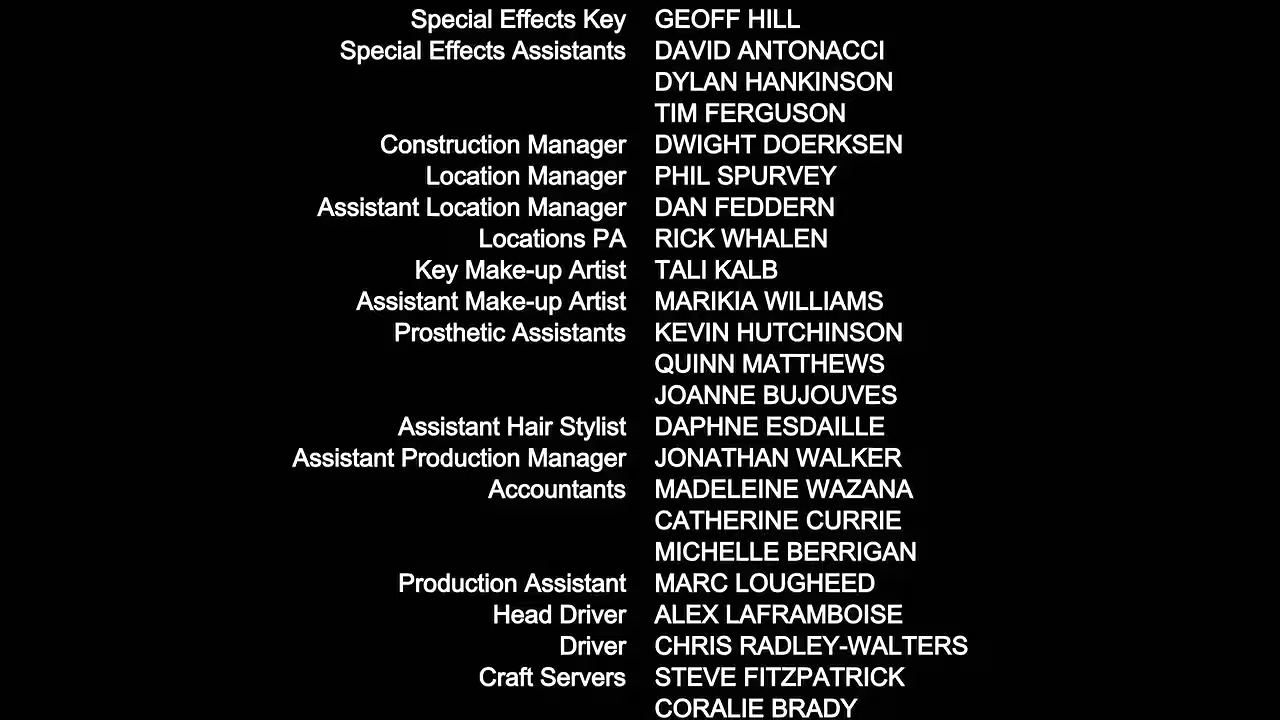 Special Effects Key GEOFF HILL
Special Effects Assistants DAVID ANTONACCI
DYLAN HANKINSON
TIM FERGUSON
Construction Manager DWIGHT DOERKSEN
Location Manager PHIL SPURVEY
Assistant Location Manager DAN FEDDERN
Locations PA RICK WHALEN
Key Make-up Artist TALI KALB
Assistant Make-up Artist MARIKIA WILLIAMS
Prosthetic Assistants KEVIN HUTCHINSON
QUINN MATTHEWS
JOANNE BUJOUVES
Assistant Hair Stylist DAPHNE ESDAILLE
Assistant Production Manager JONATHAN WALKER
Accountants MADELEINE WAZANA
CATHERINE CURRIE
MICHELLE BERRIGAN
Production Assistant MARC LOUGHEED
Head Driver ALEX LAFRAMBOISE
Driver CHRIS RADLEY-WALTERS
Craft Servers STEVE FITZPATRICK
CORALIE BRADY